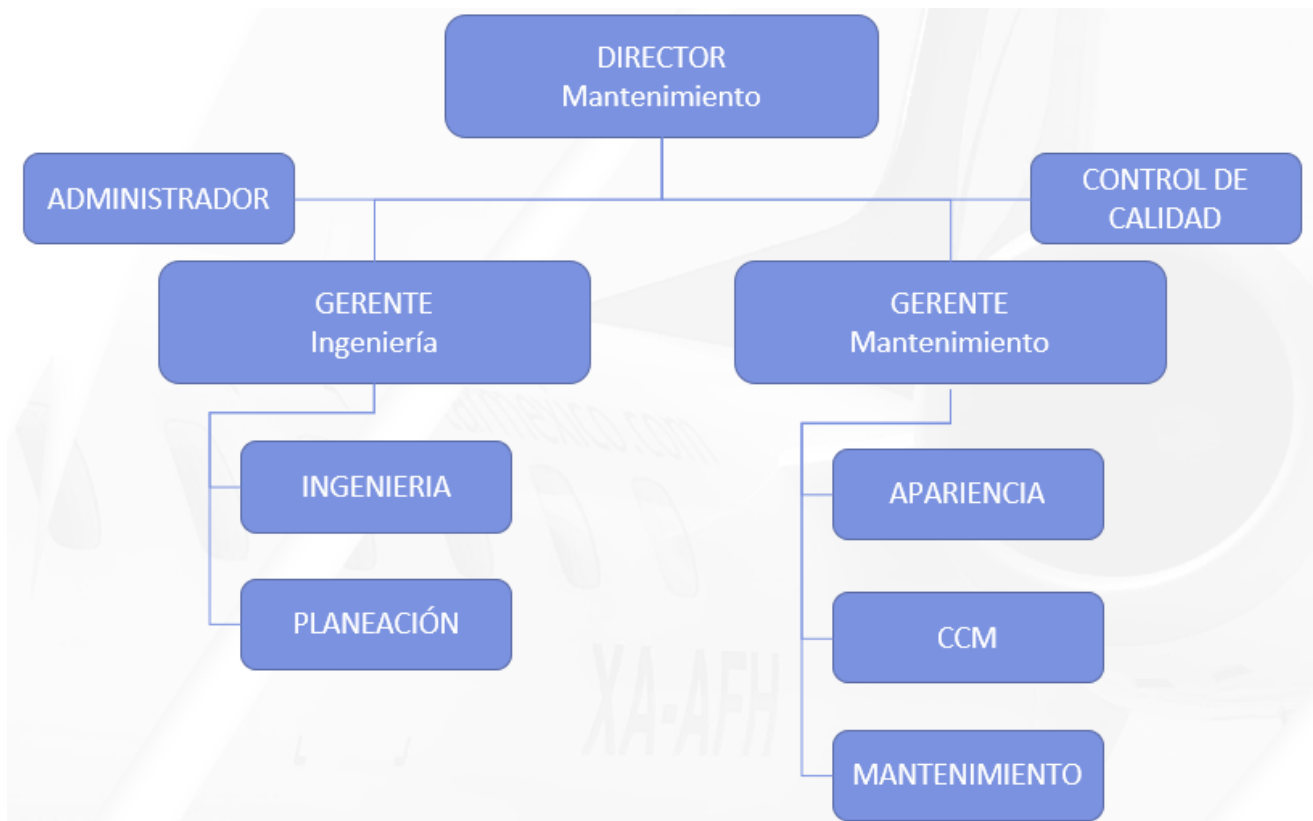 DIRECTOR
Mantenimiento
ADMINISTRADOR
CONTROL DE
CALIDAD
GERENTE
Ingeniería
GERENTE
Mantenimiento
INGENIERIA
APARIENCIA
PLANEACIÓN
CCM
MANTENIMIENTO
XA-AFH